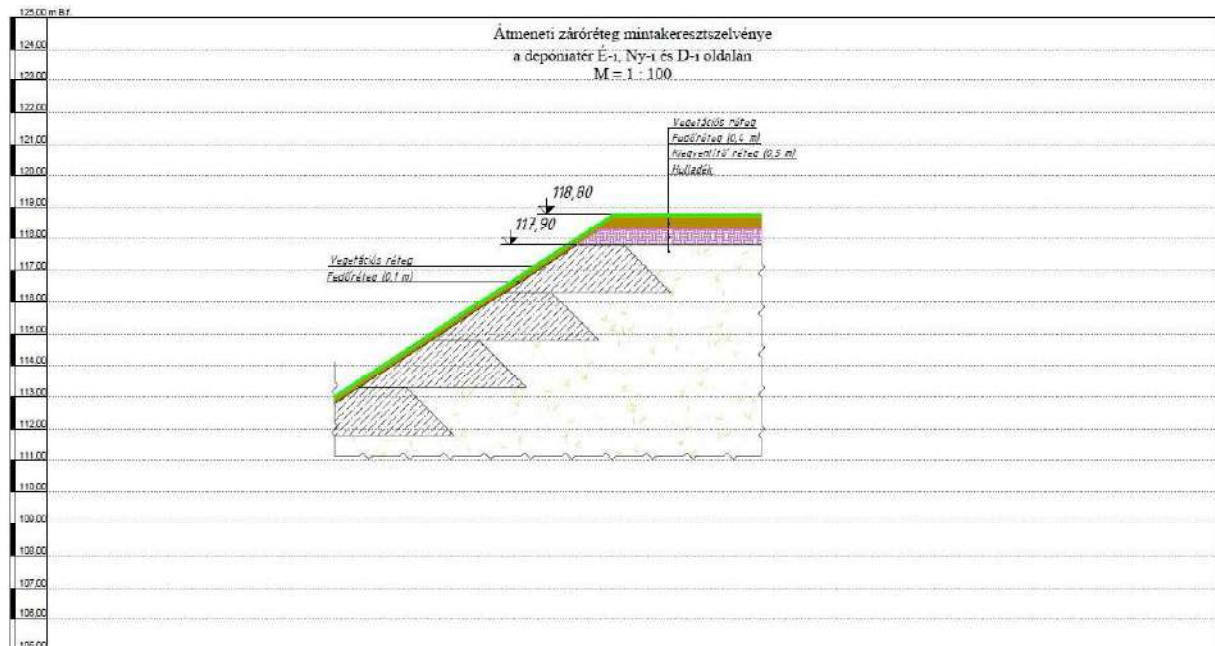 125,00 m B.f.
Átmeneti záróréteg mintakeresztszelvénye
a depóniatér É-i, Ny-i és D-i oldalán
M = 1 : 100
124,00
123,00
122,00
121,00
120,00
119,00
118,00
117,00
116,00
115,00
114,00
113,00
112,00
111,00
110,00
109,00
108,00
107,00
106,00
105,00
Vegetációs réteg
Fedőréteg (0,4 m)
Kiegyenlítő réteg (0,5 m)
Hulladék
118,80
117,90
Vegetációs réteg
Fedőréteg (0,1 m)